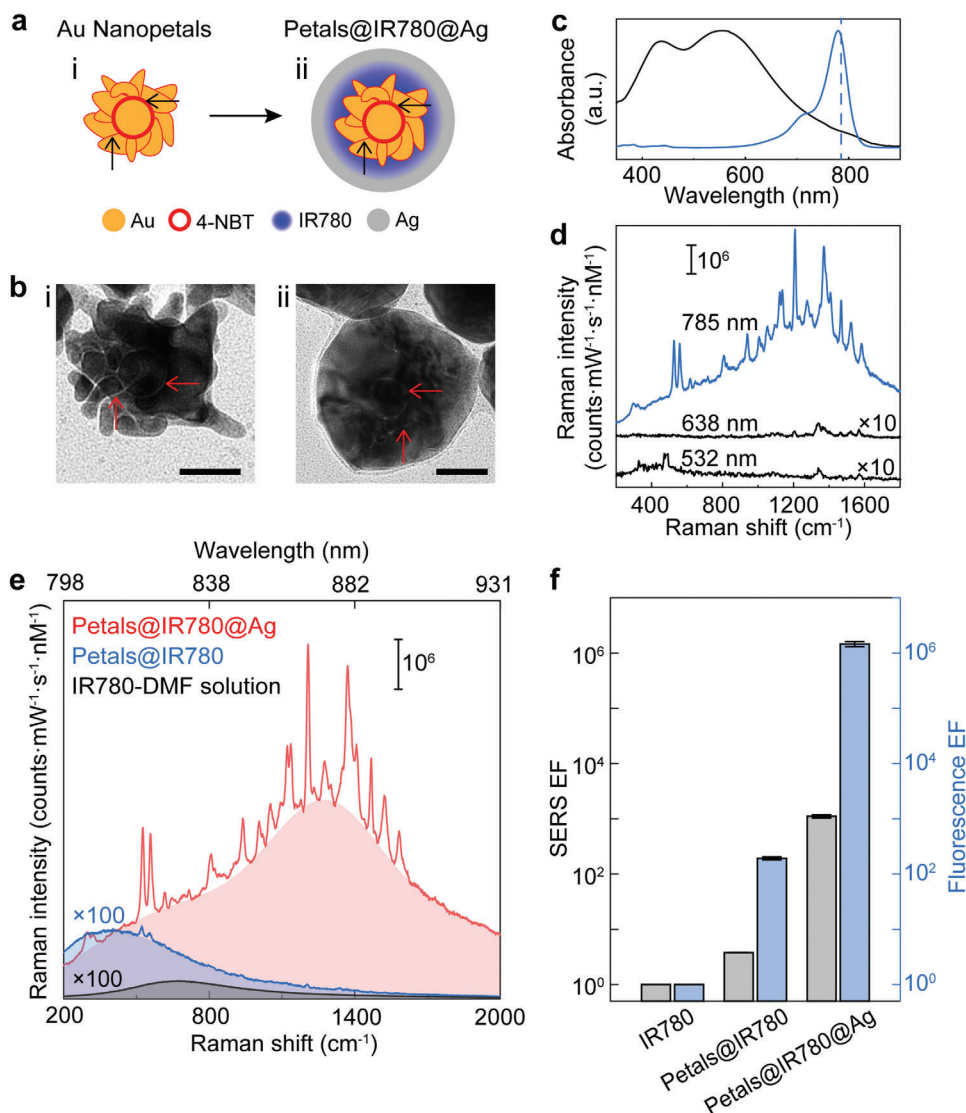 a
Au Nanopetals
Petals@IR780@Ag
i
ii
Au
4-NBT
IR780
Ag
b
i
ii
c
Absorbance
(a.u.)
400
600
800
Wavelength (nm)
d
Raman intensity
(counts·mW⁻¹·s⁻¹·nM⁻¹)
10⁶
785 nm
638 nm
×10
532 nm
×10
400
800
1200
1600
Raman shift (cm⁻¹)
e
Wavelength (nm)
798
838
882
931
Petals@IR780@Ag
Petals@IR780
IR780-DMF solution
10⁶
×100
×100
Raman intensity (counts·mW⁻¹·s⁻¹·nM⁻¹)
200
800
1400
2000
Raman shift (cm⁻¹)
f
SERS EF
10⁶
10⁴
10²
10⁰
Fluorescence EF
10⁶
10⁴
10²
10⁰
IR780
Petals@IR780
Petals@IR780@Ag